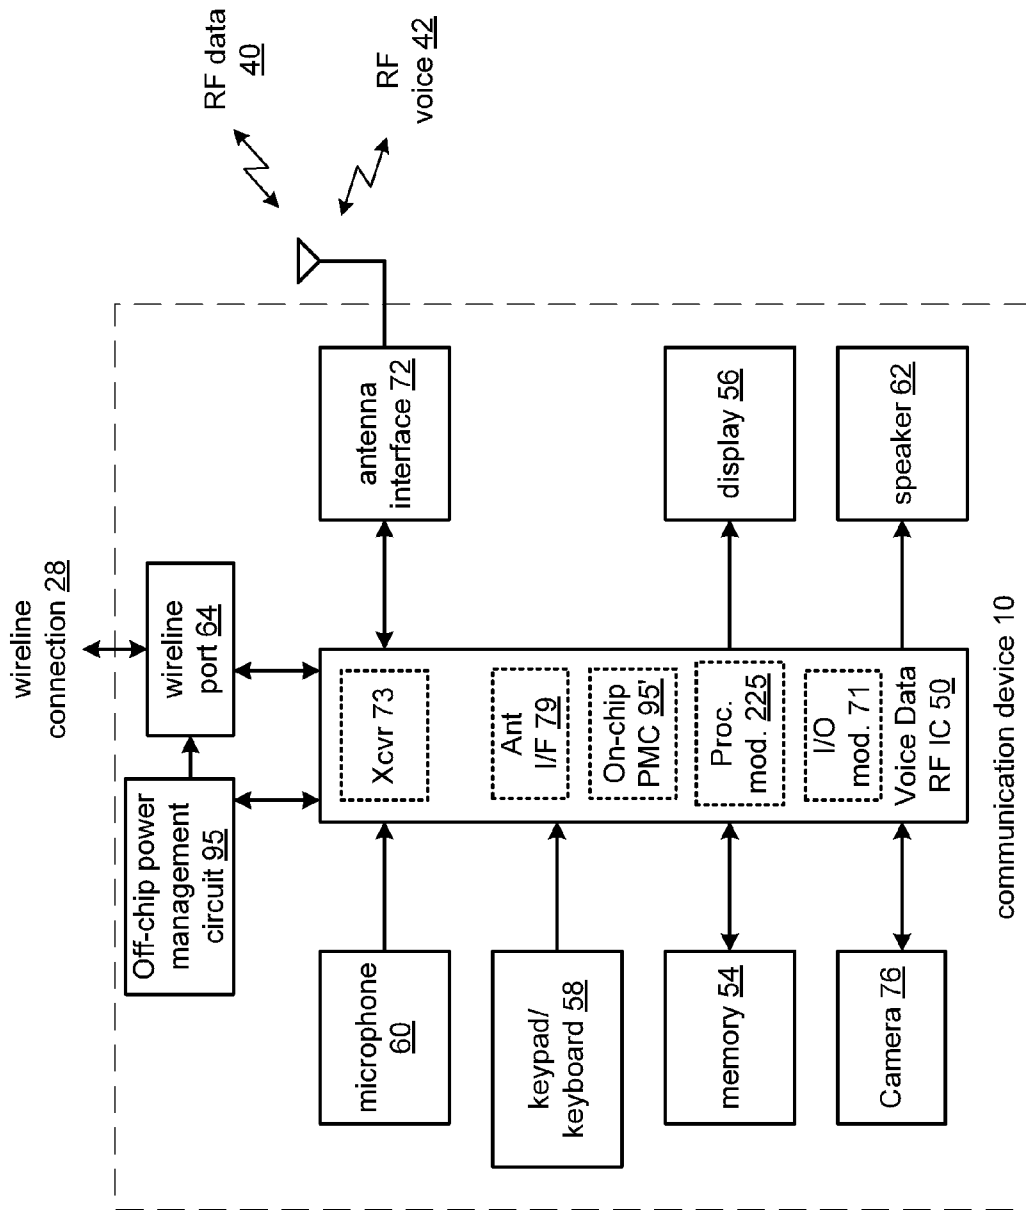 RF data
40
RF
voice 42
wireline
connection 28
wireline
port 64
Off-chip power
management
circuit 95
antenna
interface 72
display 56
speaker 62
Xcvr 73
Ant
I/F 79
On-chip
PMC 95'
Proc.
mod. 225
I/O
mod. 71
Voice Data
RF IC 50
microphone
60
keypad/
keyboard 58
memory 54
Camera 76
communication device 10